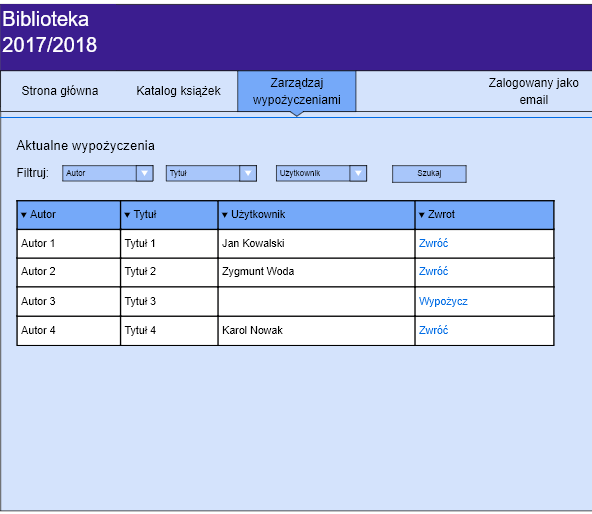 Biblioteka
2017/2018
Strona główna
Katalog książek
Zarządzaj
wypożyczeniami
Zalogowany jako
email
Aktualne wypożyczenia
Filtruj: Autor Tytuł Użytkownik Szukaj
Autor Tytuł Użytkownik Zwrot
Autor 1 Tytuł 1 Jan Kowalski Zwróć
Autor 2 Tytuł 2 Zygmunt Woda Zwróć
Autor 3 Tytuł 3 Wypożycz
Autor 4 Tytuł 4 Karol Nowak Zwróć